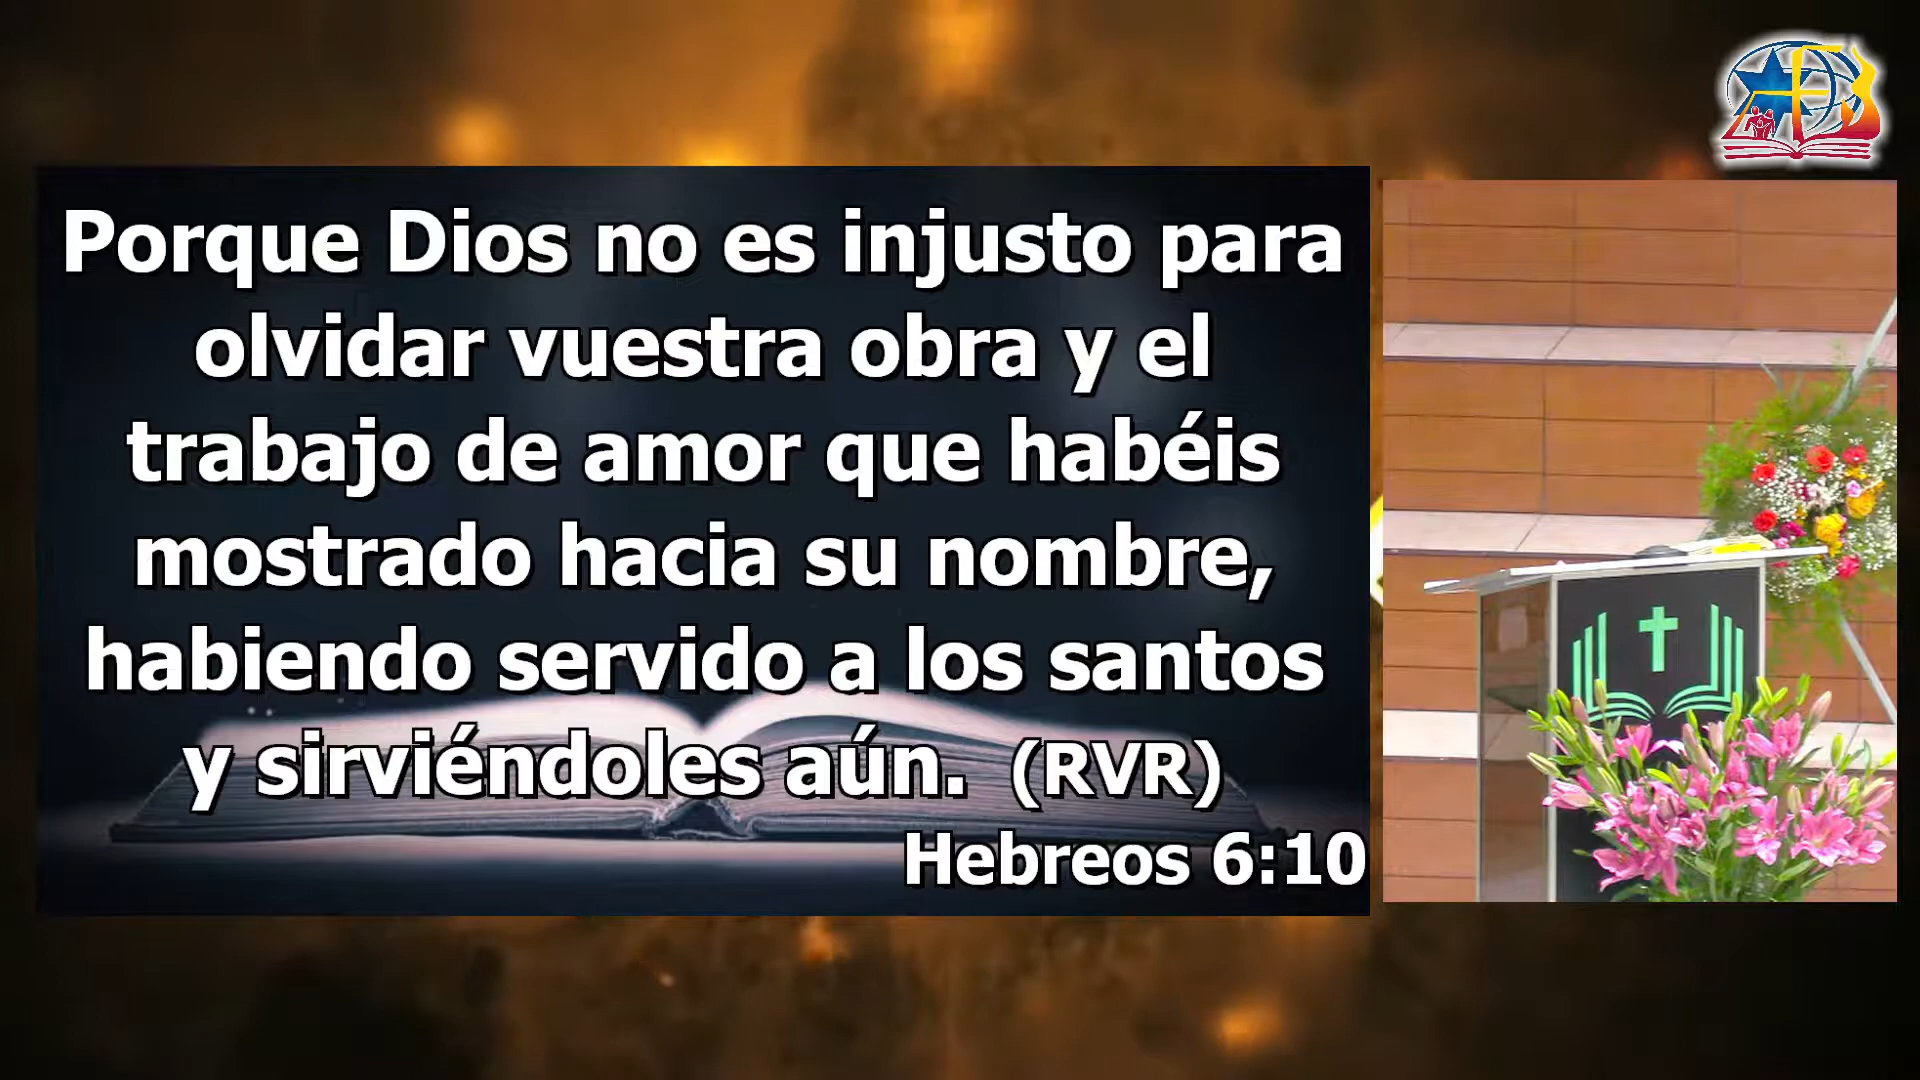 Porque Dios no es injusto para
olvidar vuestra obra y el
trabajo de amor que habéis
mostrado hacia su nombre,
habiendo servido a los santos
y sirviéndoles aún. (RVR)
Hebreos 6:10